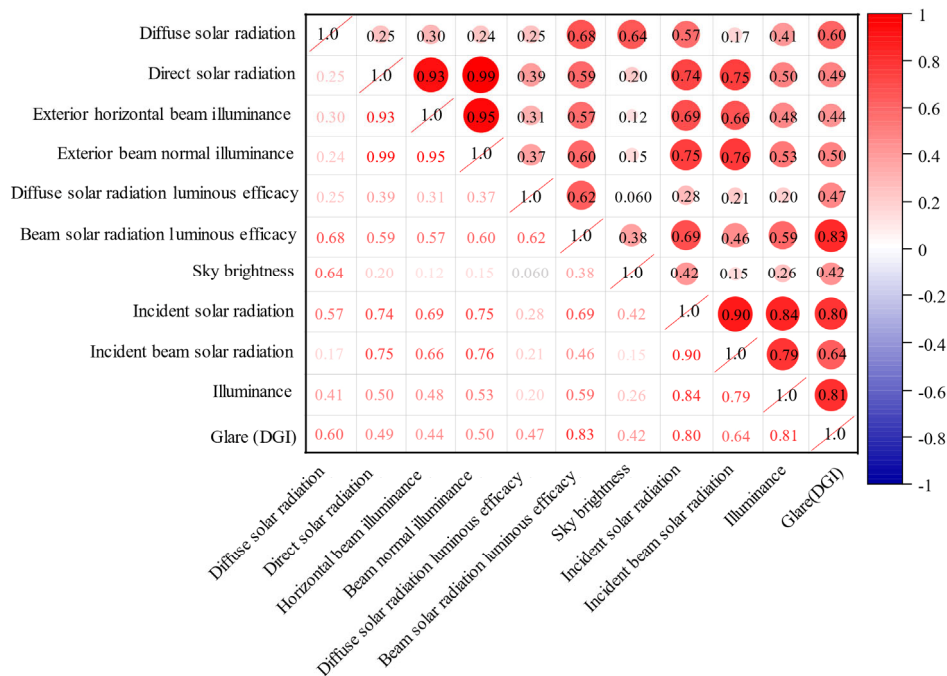 Diffuse solar radiation 1.0 0.25 0.30 0.24 0.25 0.68 0.64 0.57 0.17 0.41 0.60
Direct solar radiation 0.25 1.0 0.93 0.99 0.39 0.59 0.20 0.74 0.75 0.50 0.49
Exterior horizontal beam illuminance 0.30 0.93 1.0 0.95 0.31 0.57 0.12 0.69 0.66 0.48 0.44
Exterior beam normal illuminance 0.24 0.99 0.95 1.0 0.37 0.60 0.15 0.75 0.76 0.53 0.50
Diffuse solar radiation luminous efficacy 0.25 0.39 0.31 0.37 1.0 0.62 0.060 0.28 0.21 0.20 0.47
Beam solar radiation luminous efficacy 0.68 0.59 0.57 0.60 0.62 1.0 0.38 0.69 0.46 0.59 0.83
Sky brightness 0.64 0.20 0.12 0.15 0.060 0.38 1.0 0.42 0.15 0.26 0.42
Incident solar radiation 0.57 0.74 0.69 0.75 0.28 0.69 0.42 1.0 0.90 0.84 0.80
Incident beam solar radiation 0.17 0.75 0.66 0.76 0.21 0.46 0.15 0.90 1.0 0.79 0.64
Illuminance 0.41 0.50 0.48 0.53 0.20 0.59 0.26 0.84 0.79 1.0 0.81
Glare (DGI) 0.60 0.49 0.44 0.50 0.47 0.83 0.42 0.80 0.64 0.81 1.0
Diffuse solar radiation
Direct solar radiation
Horizontal beam illuminance
Beam normal illuminance
Diffuse solar radiation luminous efficacy
Beam solar radiation luminous efficacy
Sky brightness
Incident solar radiation
Incident beam solar radiation
Illuminance
Glare(DGI)
1
0.8
0.6
0.4
0.2
0
-0.2
-0.4
-0.6
-0.8
-1